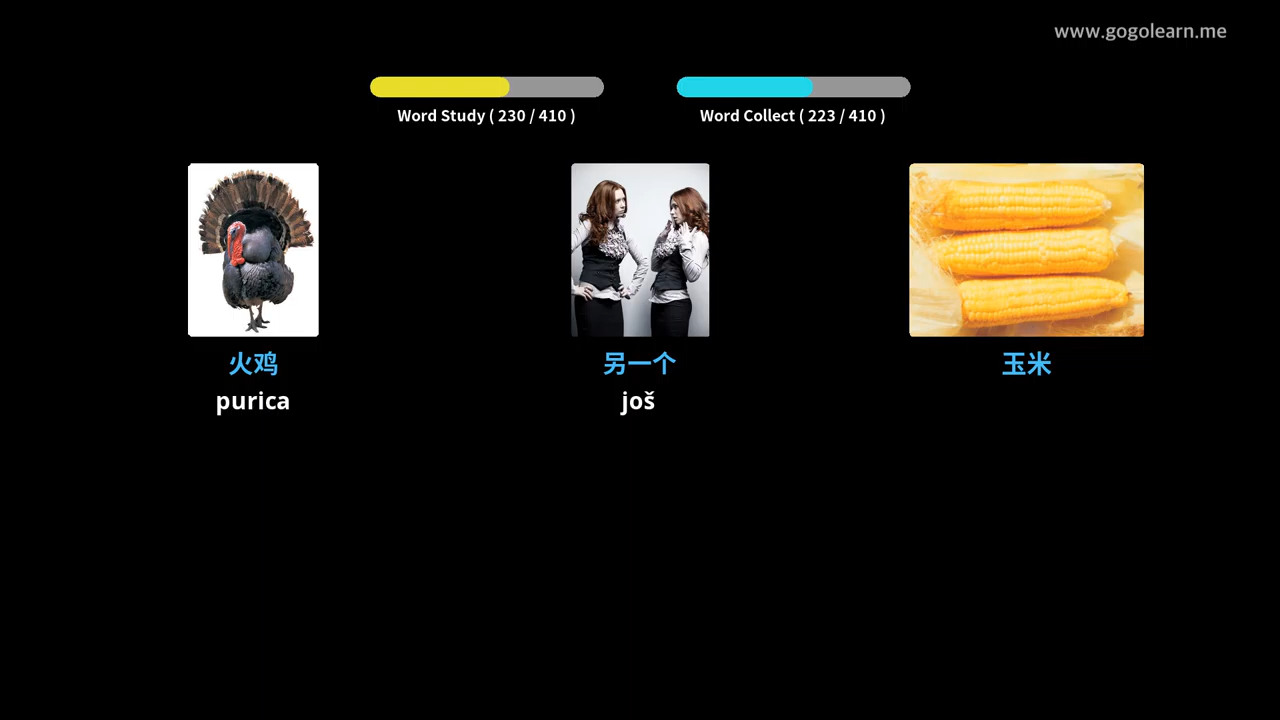 www.gogolearn.me
Word Study ( 230 / 410 )
Word Collect ( 223 / 410 )
火鸡
purica
另一个
još
玉米